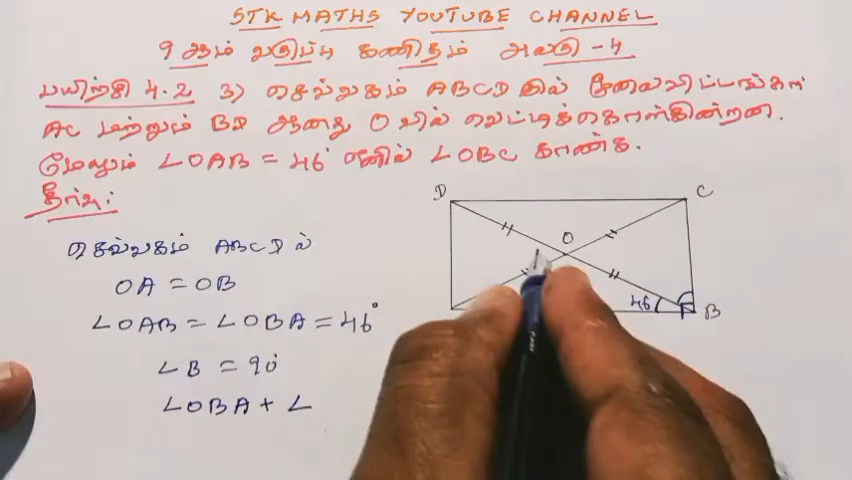 STK MATHS YOUTUBE CHANNEL
9 ஆம் வகுப்பு கணிதம் அலகு - 4
பயிற்சி 4.2 3) செவ்வகம் ABCD இல் மூலைவிட்டங்கள்
AC மற்றும் BD ஆனது O வில் வெட்டிக்கொள்கின்றன.
மேலும் ∠OAB = 46° எனில் ∠OBC காண்க.
தீர்வு:
செவ்வகம் ABCD ல்
OA = OB
∠OAB = ∠OBA = 46°
∠B = 90°
∠OBA + ∠
D
C
O
46
B